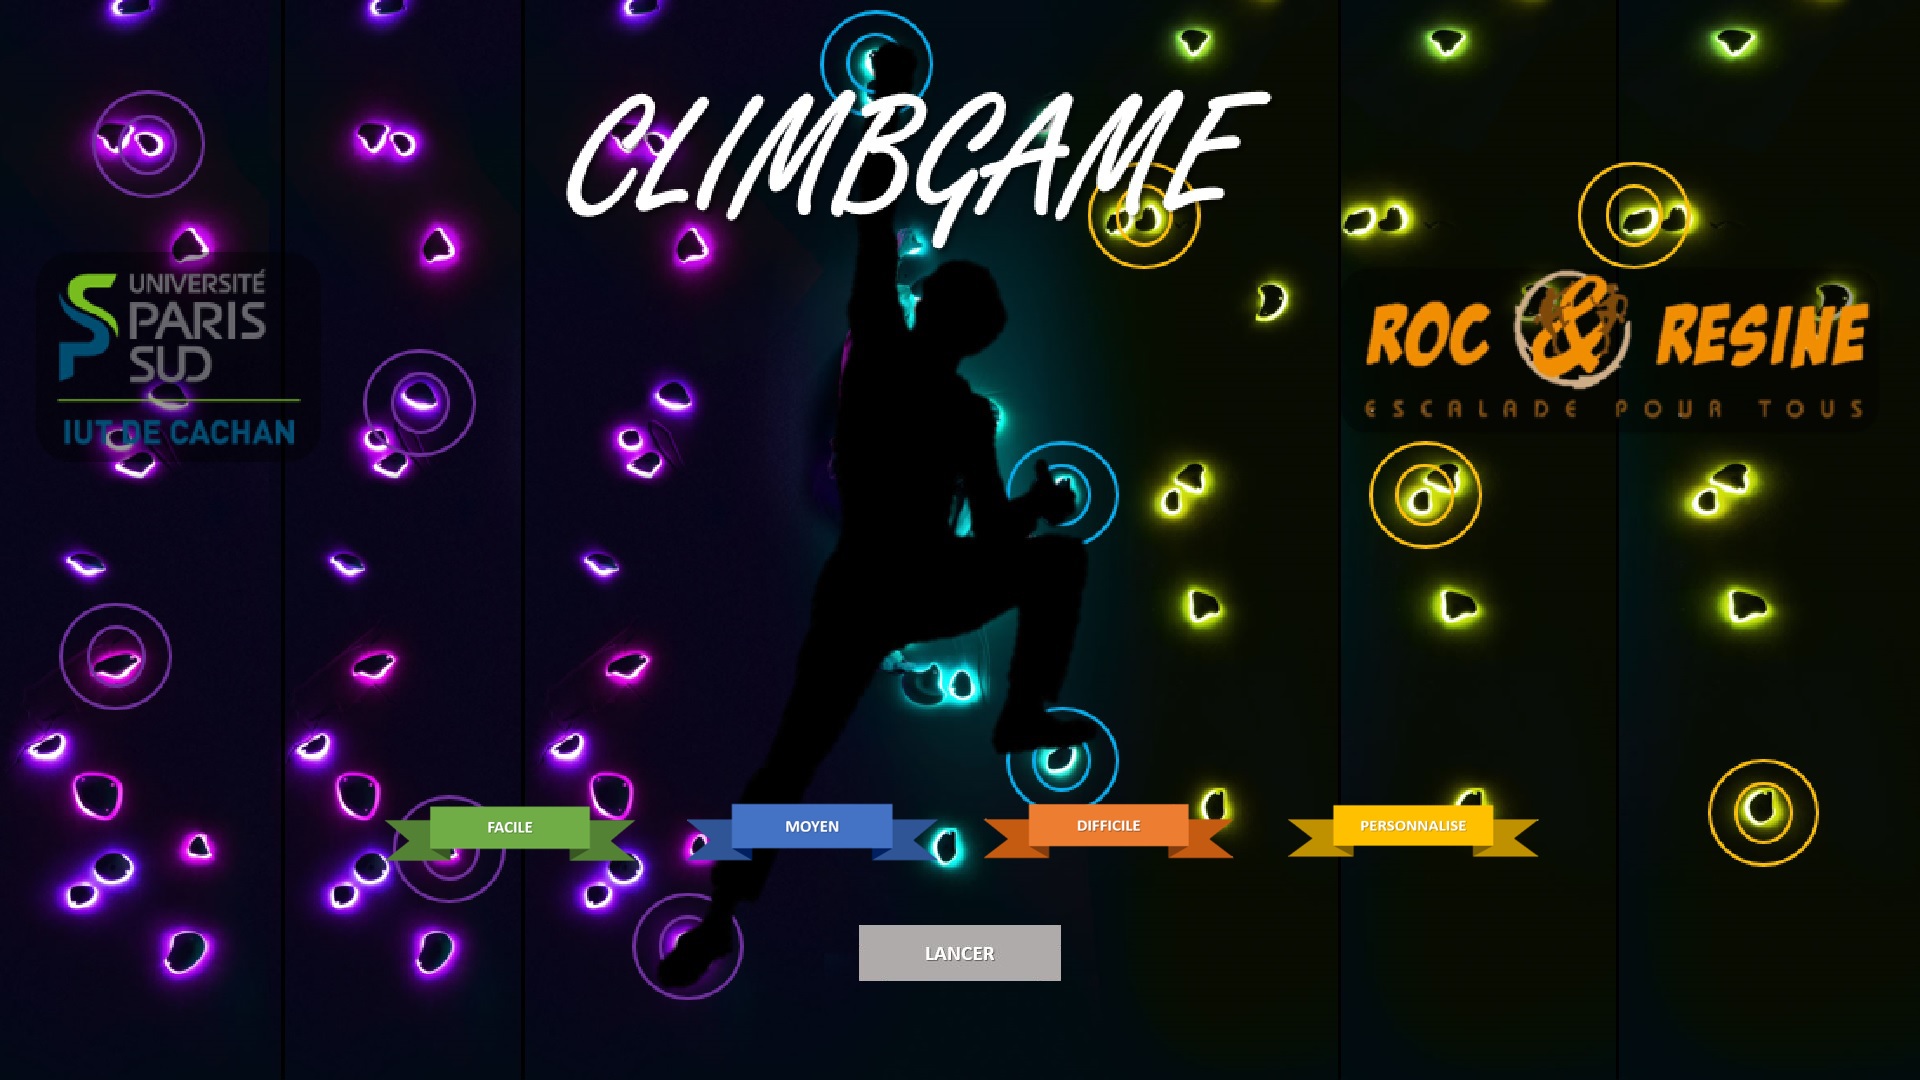 CLIMBGAME
UNIVERSITÉ
PARIS
SUD
IUT DE CACHAN
ROC & RESINE
ESCALADE POUR TOUS
FACILE
MOYEN
DIFFICILE
PERSONNALISE
LANCER